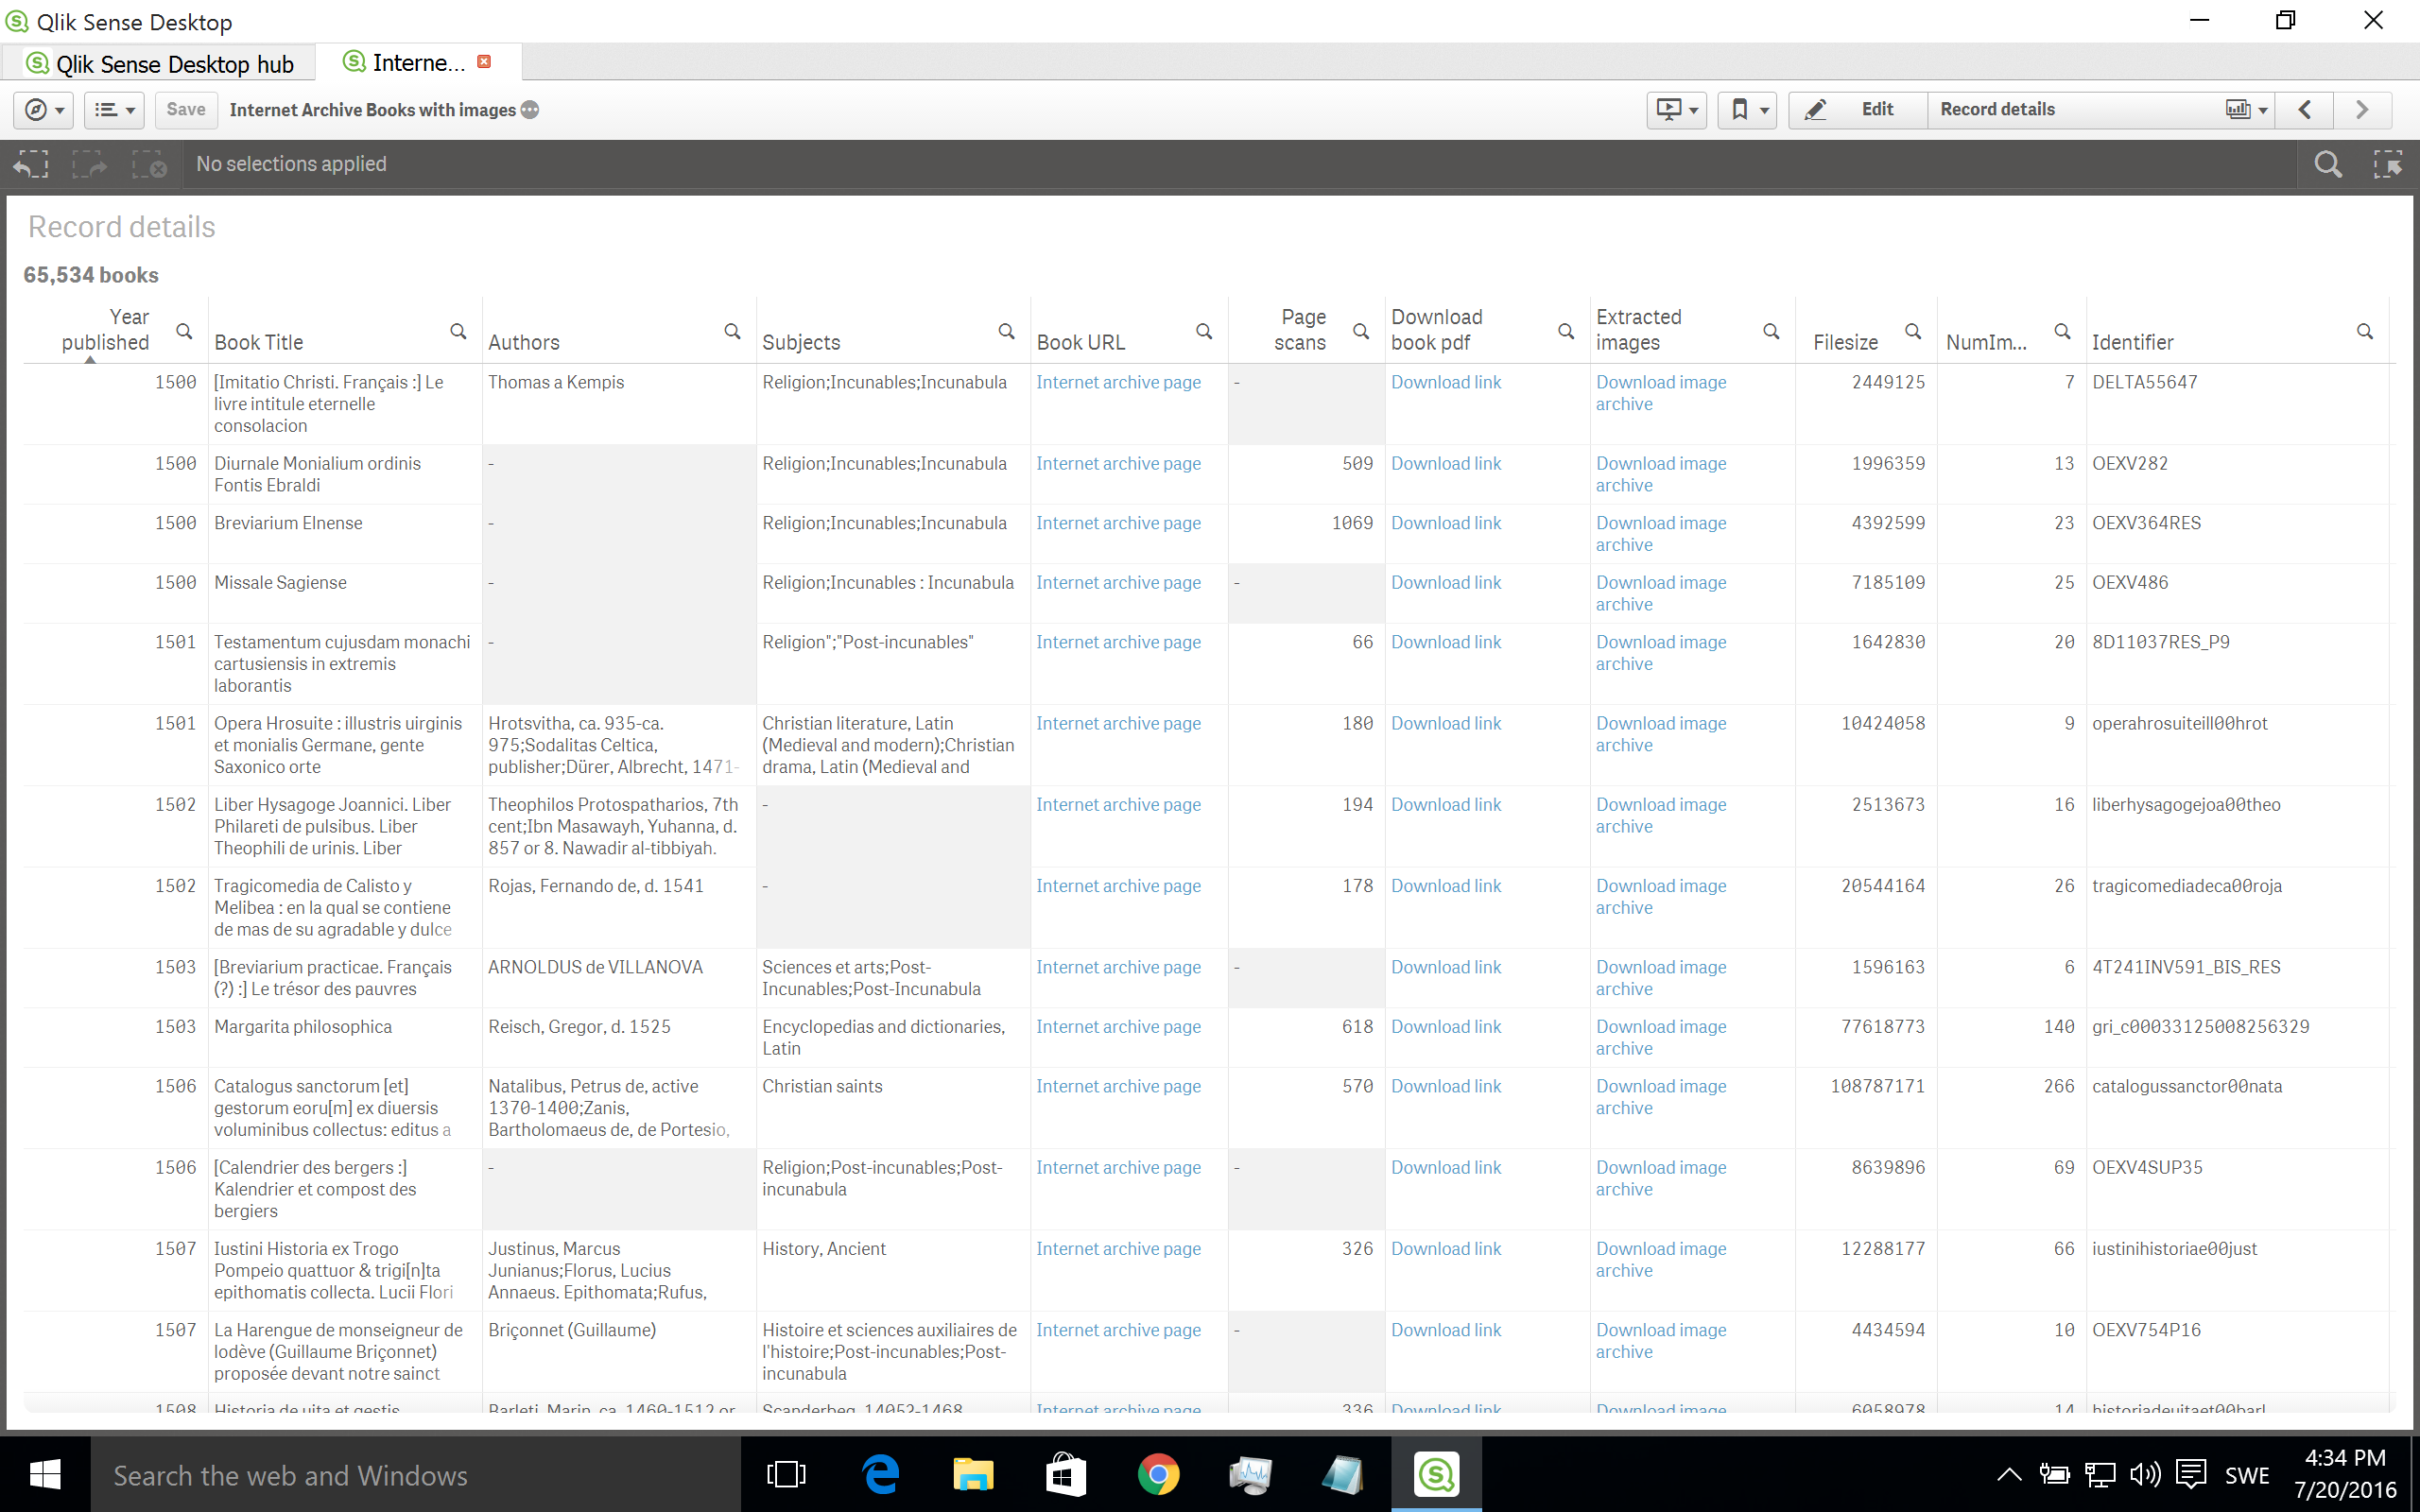 Qlik Sense Desktop
Qlik Sense Desktop hub
Interne...
Save
Internet Archive Books with images
Edit
Record details
No selections applied
Record details
65,534 books
Year published Book Title Authors Subjects Book URL Page scans Download book pdf Extracted images Filesize NumIm... Identifier
1500 [Imitatio Christi. Français :] Le livre intitule eternelle consolacion Thomas a Kempis Religion;Incunables;Incunabula Internet archive page - Download link Download image archive 2449125 7 DELTA55647
1500 Diurnale Monialium ordinis Fontis Ebraldi - Religion;Incunables;Incunabula Internet archive page 509 Download link Download image archive 1996359 13 OEXV282
1500 Breviarium Elnense - Religion;Incunables;Incunabula Internet archive page 1069 Download link Download image archive 4392599 23 OEXV364RES
1500 Missale Sagiense - Religion;Incunables : Incunabula Internet archive page - Download link Download image archive 7185109 25 OEXV486
1501 Testamentum cujusdam monachi cartusiensis in extremis laborantis - Religion";"Post-incunables" Internet archive page 66 Download link Download image archive 1642830 20 8D11037RES_P9
1501 Opera Hrosuite : illustris uirginis et monialis Germane, gente Saxonico orte Hrotsvitha, ca. 935-ca. 975;Sodalitas Celtica, publisher;Dürer, Albrecht, 1471- Christian literature, Latin (Medieval and modern);Christian drama, Latin (Medieval and Internet archive page 180 Download link Download image archive 10424058 9 operahrosuiteill00hrot
1502 Liber Hysagoge Joannici. Liber Philareti de pulsibus. Liber Theophili de urinis. Liber Theophilos Protospatharios, 7th cent;Ibn Masawayh, Yuhanna, d. 857 or 8. Nawadir al-tibbiyah. - Internet archive page 194 Download link Download image archive 2513673 16 liberhysagogejoa00theo
1502 Tragicomedia de Calisto y Melibea : en la qual se contiene de mas de su agradable y dulce Rojas, Fernando de, d. 1541 - Internet archive page 178 Download link Download image archive 20544164 26 tragicomediadeca00roja
1503 [Breviarium practicae. Français (?) :] Le trésor des pauvres ARNOLDUS de VILLANOVA Sciences et arts;Post-Incunables;Post-Incunabula Internet archive page - Download link Download image archive 1596163 6 4T241INV591_BIS_RES
1503 Margarita philosophica Reisch, Gregor, d. 1525 Encyclopedias and dictionaries, Latin Internet archive page 618 Download link Download image archive 77618773 140 gri_c00033125008256329
1506 Catalogus sanctorum [et] gestorum eoru[m] ex diuersis voluminibus collectus: editus a Natalibus, Petrus de, active 1370-1400;Zanis, Bartholomaeus de, de Portesio, Christian saints Internet archive page 570 Download link Download image archive 108787171 266 catalogussanctor00nata
1506 [Calendrier des bergers :] Kalendrier et compost des bergiers - Religion;Post-incunables;Post-incunabula Internet archive page - Download link Download image archive 8639896 69 OEXV4SUP35
1507 Iustini Historia ex Trogo Pompeio quattuor & trigi[n]ta epithomatis collecta. Lucii Flori Justinus, Marcus Junianus;Florus, Lucius Annaeus. Epithomata;Rufus, History, Ancient Internet archive page 326 Download link Download image archive 12288177 66 iustinihistoriae00just
1507 La Harengue de monseigneur de lodève (Guillaume Briçonnet) proposée devant notre sainct Briçonnet (Guillaume) Histoire et sciences auxiliaires de l'histoire;Post-incunables;Post-incunabula Internet archive page - Download link Download image archive 4434594 10 OEXV754P16
1508 Historia de uita et gestis Barleti, Marin, ca. 1460-1512 or Scanderbeg, 1405?-1468 Internet archive page 336 Download link Download image 6058978 14 historiadeuitaet00barl
Search the web and Windows
SWE
4:34 PM
7/20/2016